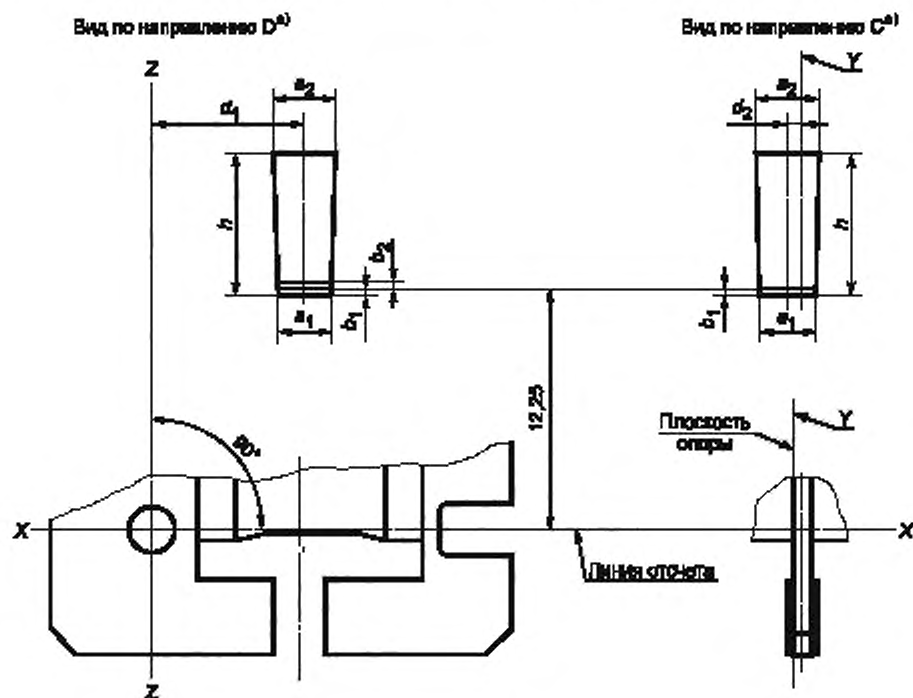 Вид по направлению D a)
Вид по направлению C a)
Z
Y
a2
a2
d1
d2
h
h
b2
b1
b1
a1
a1
12,25
Плоскость
опоры
Y
90°
X
X
Линия отсчета
Z